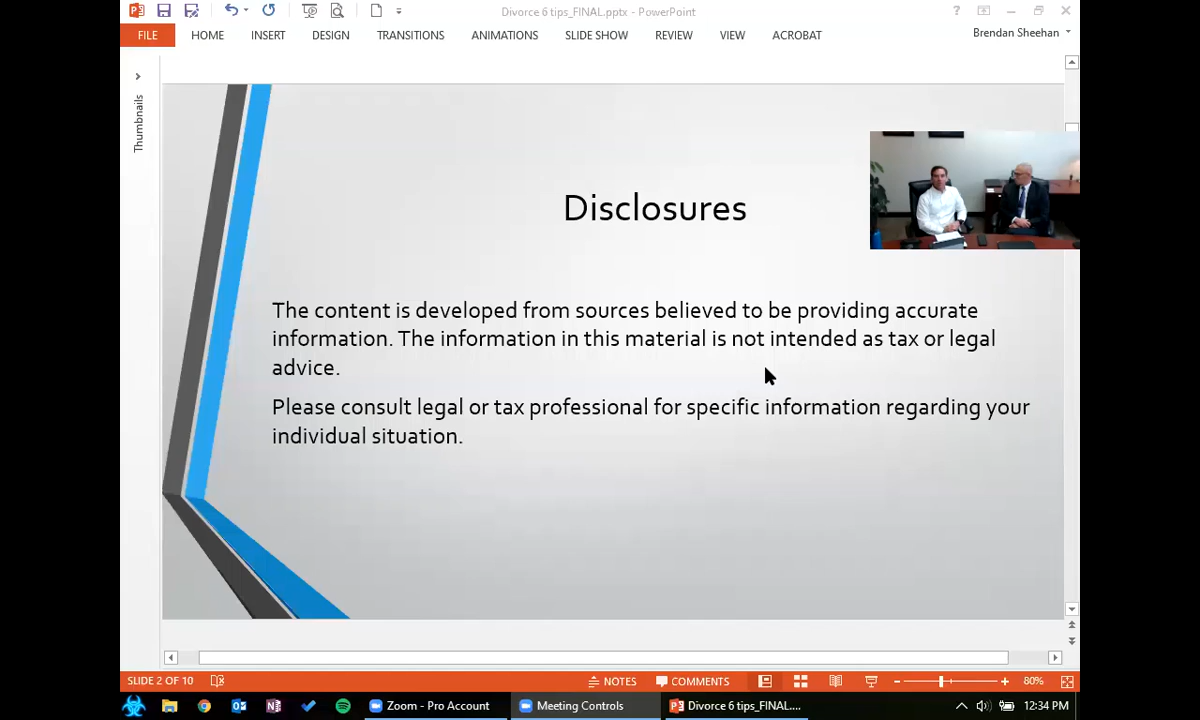 Divorce 6 tips_FINAL.pptx - PowerPoint
FILE HOME INSERT DESIGN TRANSITIONS ANIMATIONS SLIDE SHOW REVIEW VIEW ACROBAT Brendan Sheehan
Thumbnails
Disclosures
The content is developed from sources believed to be providing accurate
information. The information in this material is not intended as tax or legal
advice.
Please consult legal or tax professional for specific information regarding your
individual situation.
SLIDE 2 OF 10 NOTES COMMENTS 80%
Zoom - Pro Account Meeting Controls Divorce 6 tips_FINAL.... 12:34 PM